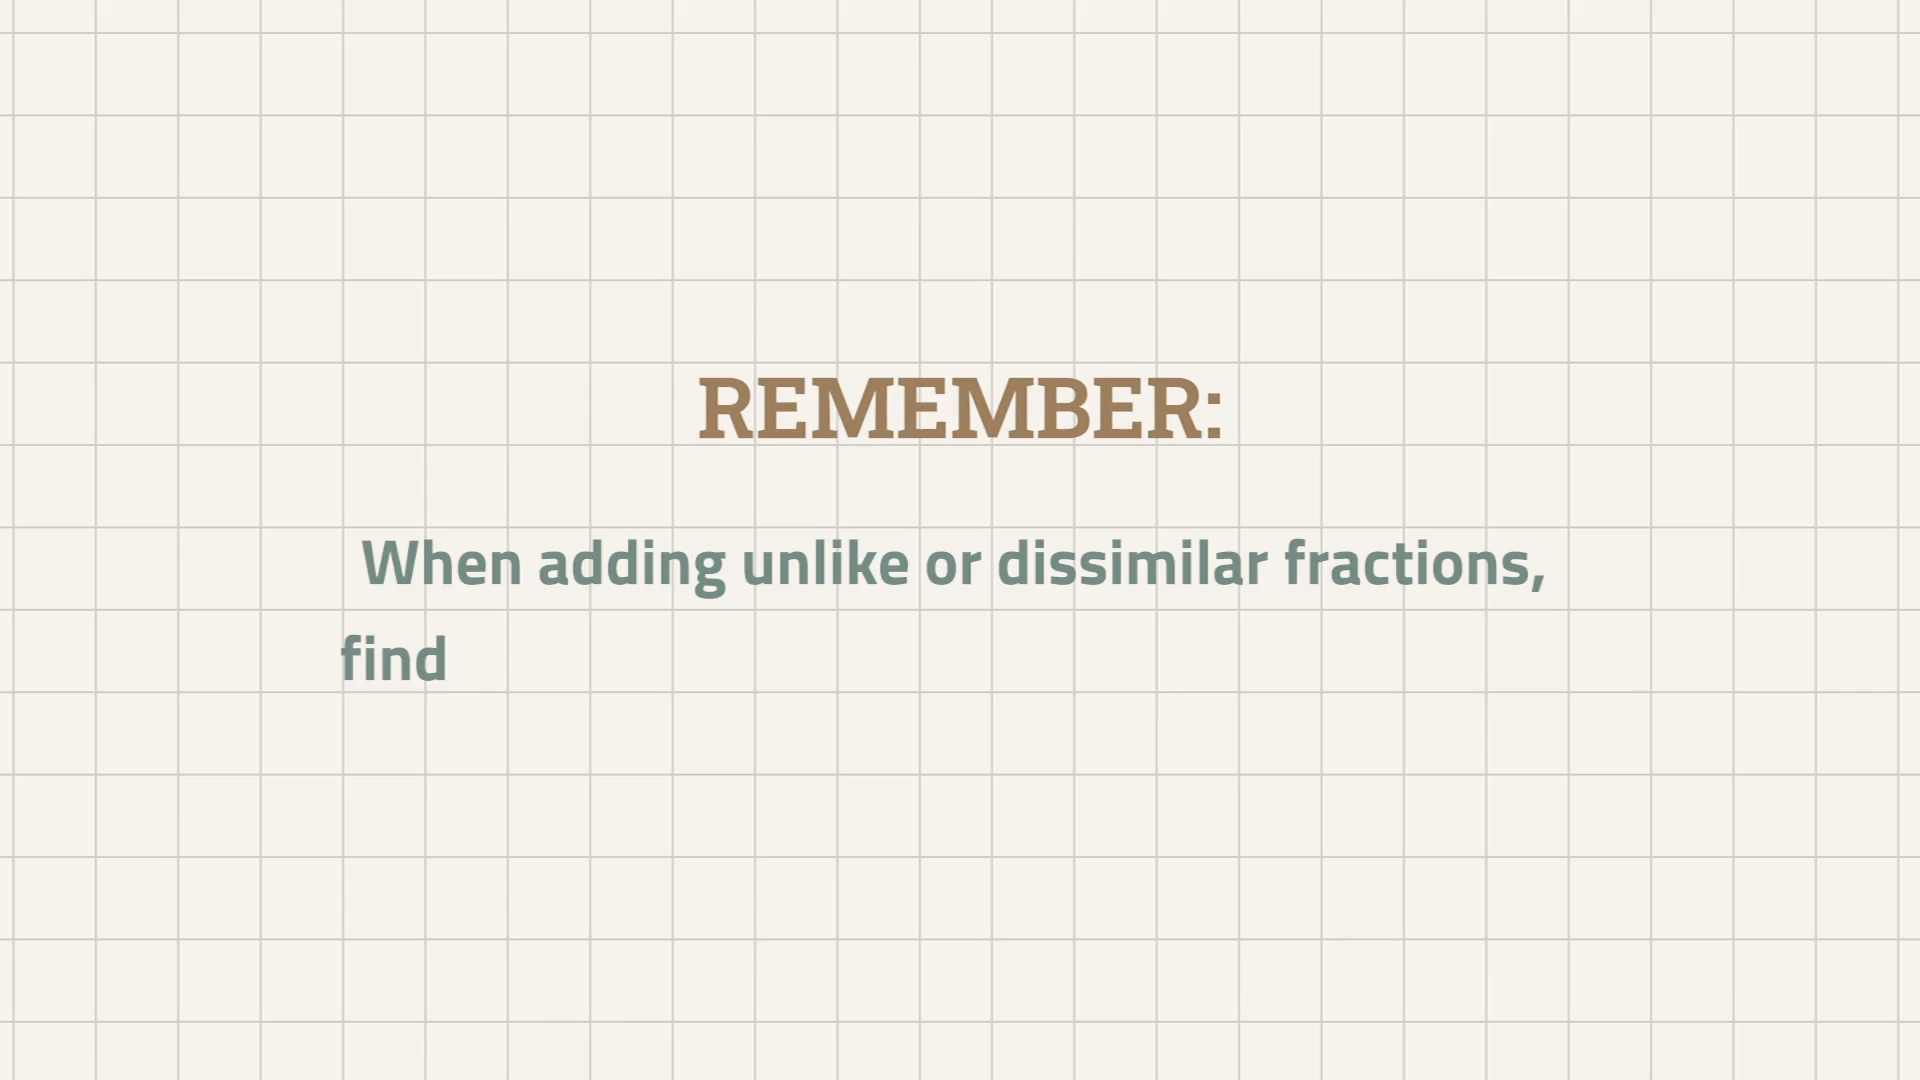 REMEMBER:
When adding unlike or dissimilar fractions,
find